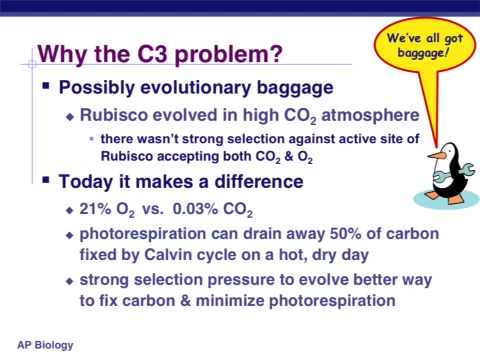 We've all got
baggage!
Why the C3 problem?
Possibly evolutionary baggage
Rubisco evolved in high CO₂ atmosphere
there wasn't strong selection against active site of
Rubisco accepting both CO₂ & O₂
Today it makes a difference
21% O₂ vs. 0.03% CO₂
photorespiration can drain away 50% of carbon
fixed by Calvin cycle on a hot, dry day
strong selection pressure to evolve better way
to fix carbon & minimize photorespiration
AP Biology